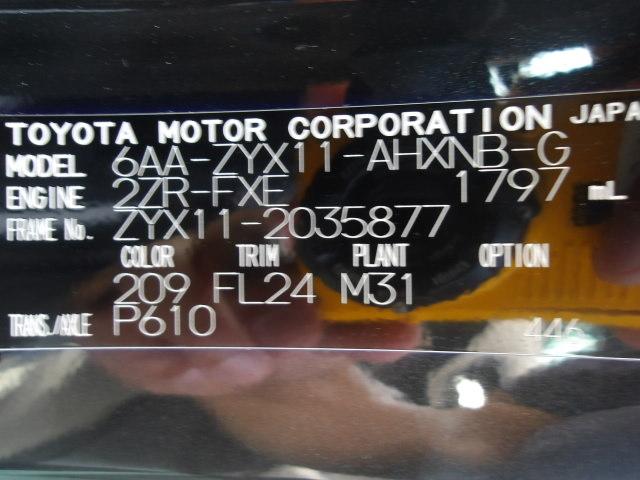 TOYOTA MOTOR CORPORATION JAPA
MODEL 6AA-ZYX11-AHXNB-G
ENGINE 2ZR-FXE 1797 mL
FRAME No. ZYX11-2035877
COLOR TRIM PLANT OPTION
209 FL24 M31
TRANS./AXLE P610 446